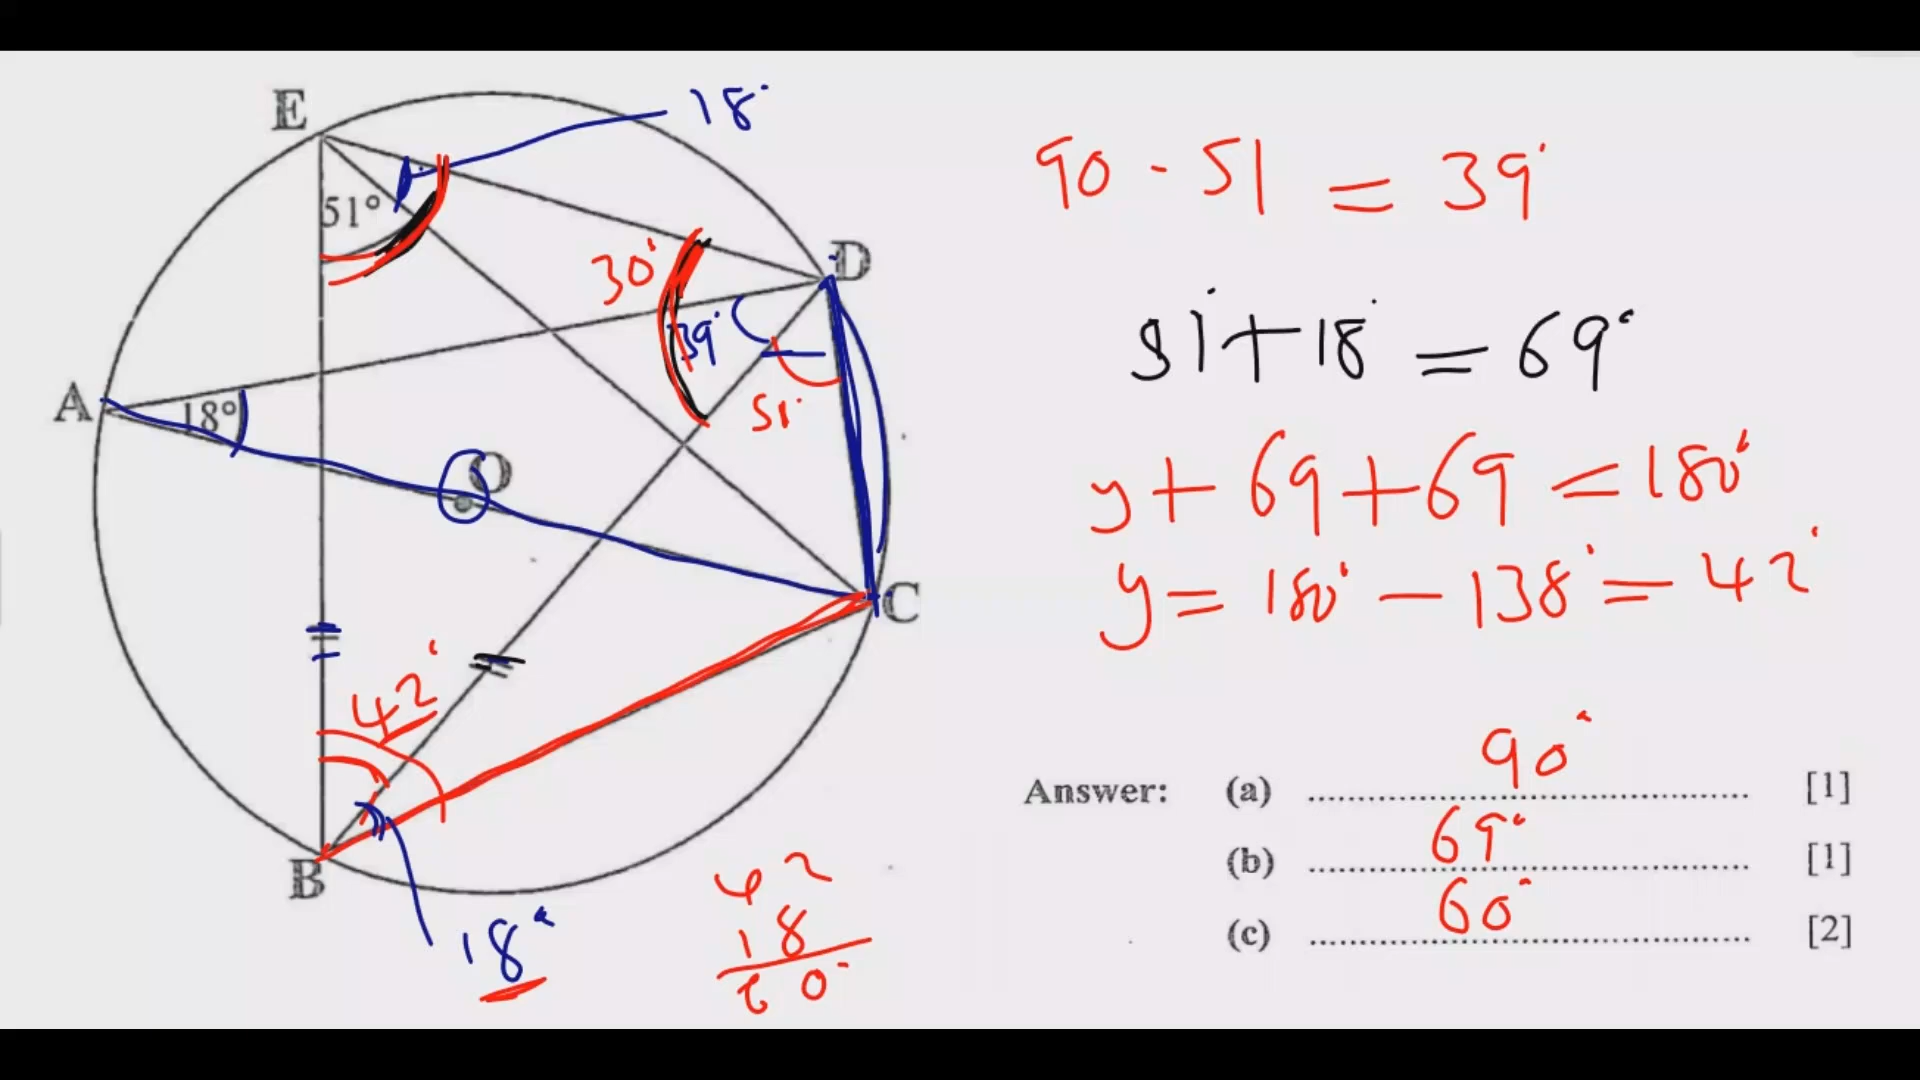 E
18°
90 - 51 = 39°
51°
D
30°
39°
51+18 = 69°
A
18°
51°
O
y + 69 + 69 = 180°
y = 180° - 138° = 42°
C
42°
90°
Answer: (a) ................ [1]
69°
(b) ................ [1]
B
60°
(c) ................ [2]
18°
42
18
60°